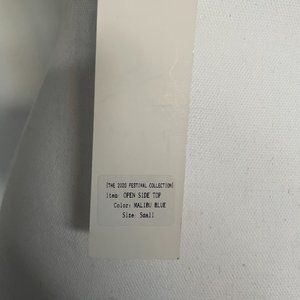 [THE 2020 FESTIVAL COLLECTION]
Item: OPEN SIDE TOP
Color: MALIBU BLUE
Size: Small